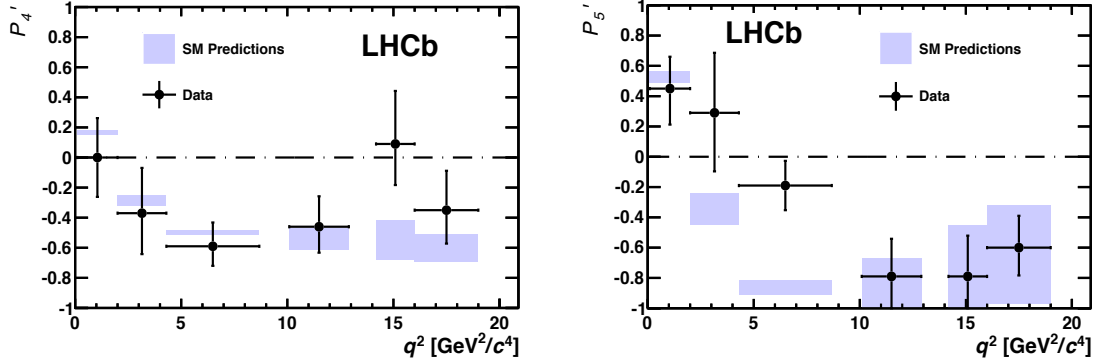 P₄'
1
0.8
0.6
0.4
0.2
0
-0.2
-0.4
-0.6
-0.8
-1
LHCb
SM Predictions
Data
0 5 10 15 20
q² [GeV²/c⁴]
P₅'
1
0.8
0.6
0.4
0.2
0
-0.2
-0.4
-0.6
-0.8
-1
LHCb
SM Predictions
Data
0 5 10 15 20
q² [GeV²/c⁴]